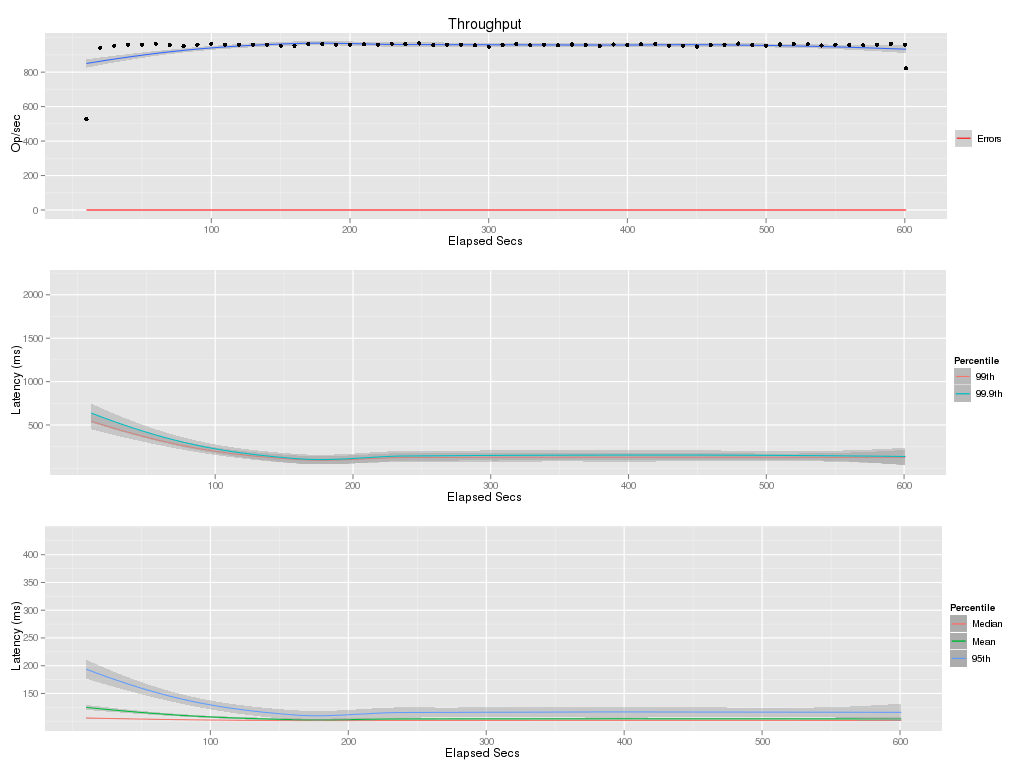 Throughput
Op/sec
800
600
400
200
0
100 200 300 400 500 600
Elapsed Secs
Errors
Latency (ms)
2000
1500
1000
500
100 200 300 400 500 600
Elapsed Secs
Percentile
99th
99.9th
Latency (ms)
400
350
300
250
200
150
100 200 300 400 500 600
Elapsed Secs
Percentile
Median
Mean
95th